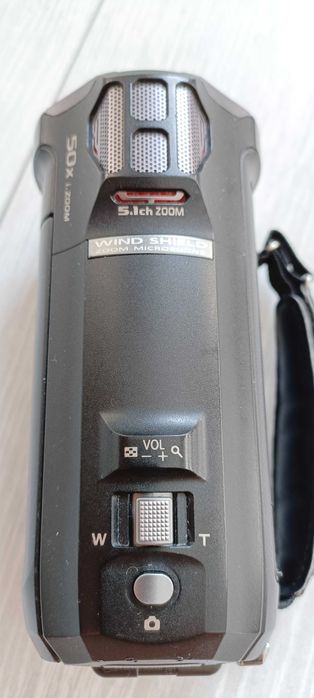 50x i.ZOOM
5.1ch ZOOM
WIND SHIELD
ZOOM MICROPHONE
VOL
− +
W T